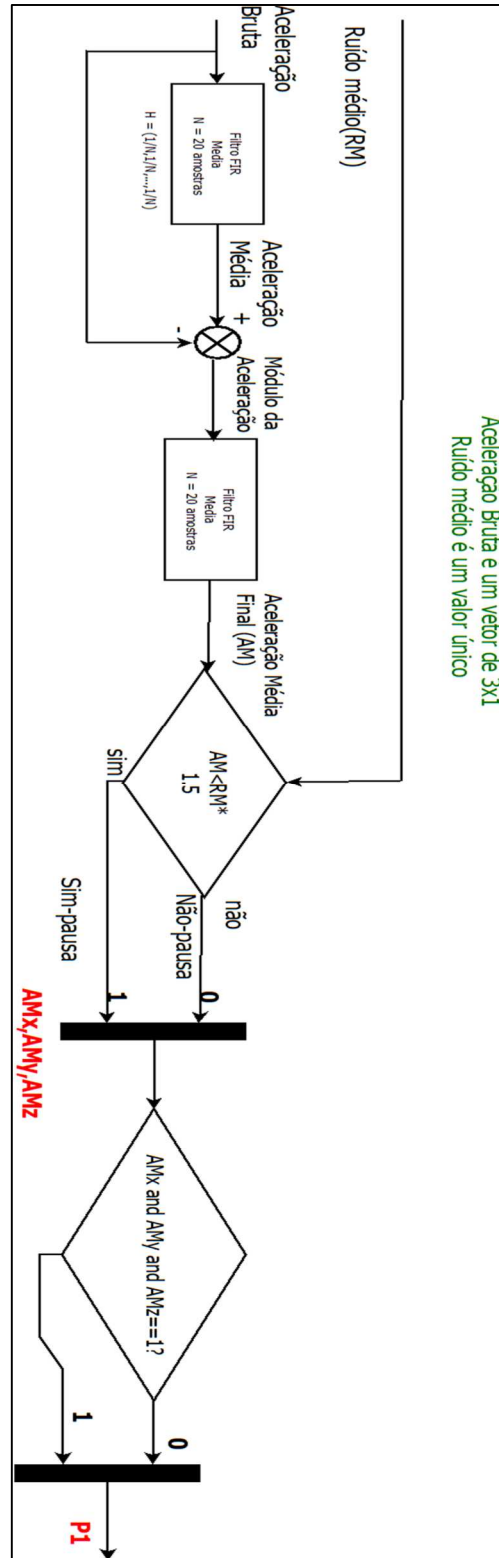 Aceleração Bruta é um vetor de 3x1
Ruído médio é um valor único
Ruído médio(RM)
Aceleração
Bruta
Filtro FIR
Media
N = 20 amostras
H = (1/N,1/N,...,1/N)
Aceleração
Média
+
-
Módulo da
Aceleração
Filtro FIR
Media
N = 20 amostras
Aceleração Média
Final (AM)
AM<RM*
1.5
não
Não-pausa
0
sim
Sim-pausa
1
AMx,AMy,AMz
AMx and AMy and AMz==1?
0
1
P1